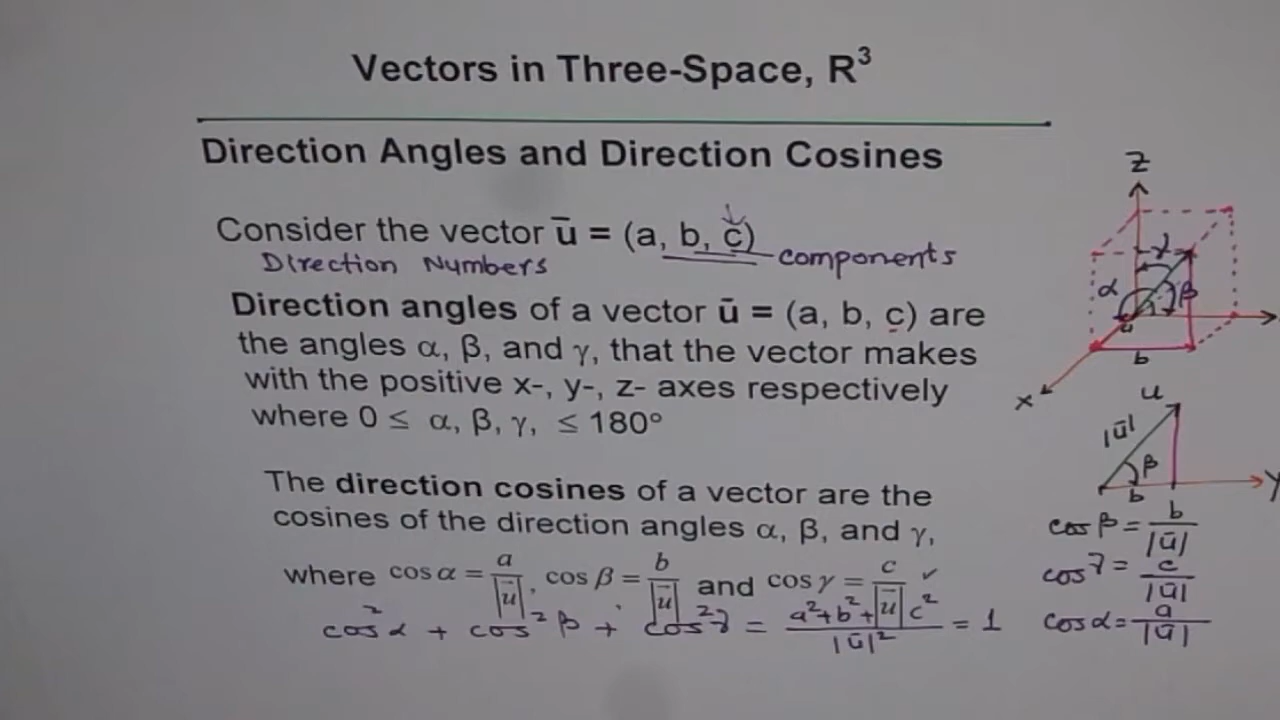 Vectors in Three-Space, R³
Direction Angles and Direction Cosines
Consider the vector ū = (a, b, c)
components
Direction Numbers
Direction angles of a vector ū = (a, b, c) are
the angles α, β, and γ, that the vector makes
with the positive x-, y-, z- axes respectively
where 0 ≤ α, β, γ, ≤ 180°
The direction cosines of a vector are the
cosines of the direction angles α, β, and γ,
where cos α = a/|ū|, cos β = b/|ū| and cos γ = c/|ū| ✓
cos²α + cos²β + cos²γ = a²+b²+c²/|ū|² = 1
Z
γ
α
β
b
x
u
|ū|
β
b
Y
cos β = b/|ū|
cos γ = c/|ū|
cos α = a/|ū|